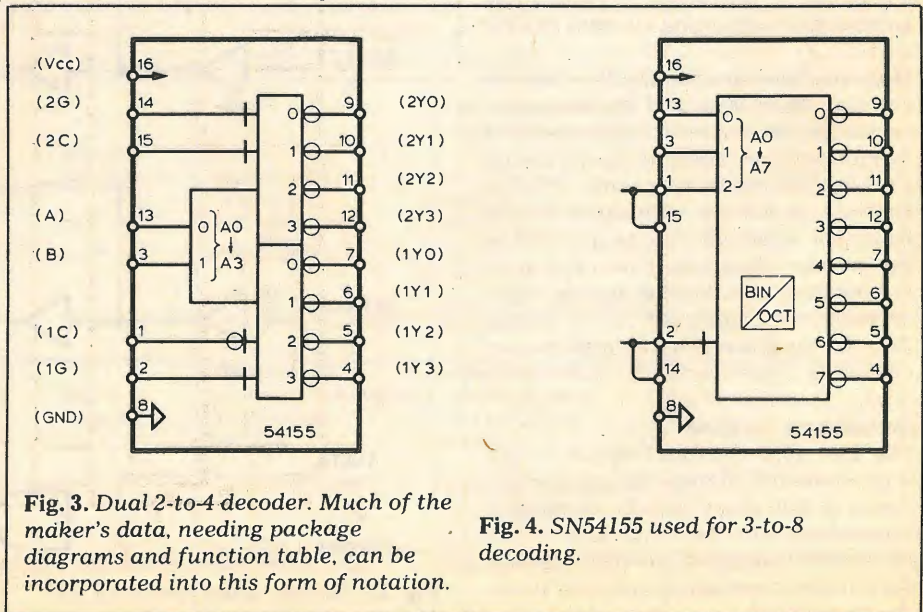 (Vcc) 16 16
(2G) 14 0 9 (2Y0) 13 0 0 9
(2C) 15 1 10 (2Y1) 3 1 A0 1 10
2 11 (2Y2) 1 2 A7 2 11
(A) 13 0 A0 3 12 (2Y3) 15 3 12
(B) 3 1 A3 0 7 (1Y0) 4 7
1 6 (1Y1) BIN/OCT 5 6
(1C) 1 2 5 (1Y2) 2 6 5
(1G) 2 3 4 (1Y3) 14 7 4
(GND) 8 8
54155 54155
Fig. 3. Dual 2-to-4 decoder. Much of the
maker's data, needing package
diagrams and function table, can be
incorporated into this form of notation.
Fig. 4. SN54155 used for 3-to-8
decoding.